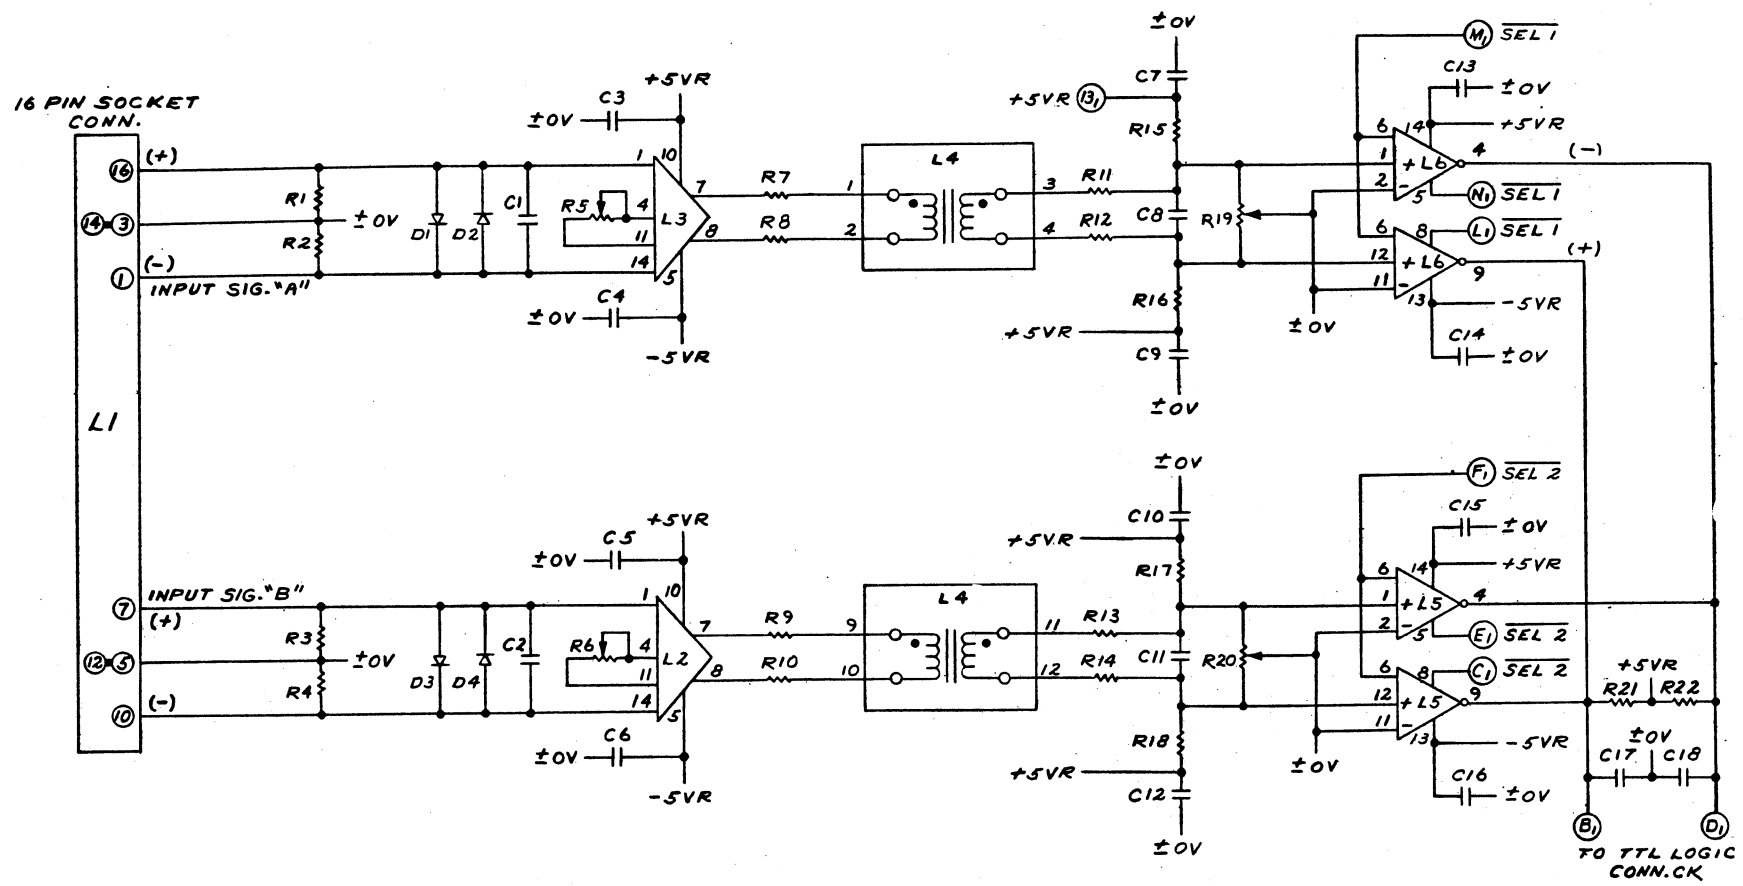 16 PIN SOCKET
CONN.
L1
16 (+)
14 3 ±0V
1 (-)
INPUT SIG. "A"
R1
R2
D1 D2 C1
±0V C3 +5VR
1 10
R5 4 L3 7
11 8
14 5
±0V C4 -5VR
R7
R8
L4
1 3
2 4
R11
R12
±0V
C7
+5VR 13₁
R15
C8
R19
R16
+5VR
C9
±0V
±0V
M₁ SEL 1
C13 ±0V
+5VR
6 14
1 + L6 4 (-)
2 - 5
N₁ SEL 1
L₁ SEL 1
6 8
12 + L6 9 (+)
11 - 13
-5VR
C14 ±0V
INPUT SIG. "B"
7 (+)
12 5 ±0V
10 (-)
R3
R4
D3 D4 C2
±0V C5 +5VR
1 10
R6 4 L2 7
11 8
14 5
±0V C6 -5VR
R9
R10
L4
9 11
10 12
R13
R14
±0V
C10
+5VR
R17
C11
R20
R18
+5VR
C12
±0V
±0V
F₁ SEL 2
C15 ±0V
+5VR
6 14
1 + L5 4
2 - 5
E₁ SEL 2
C₁ SEL 2
6 8
12 + L5 9
11 - 13
-5VR
C16 ±0V
+5VR
R21 R22
±0V
C17 C18
B₁ D₁
TO TTL LOGIC
CONN. CK